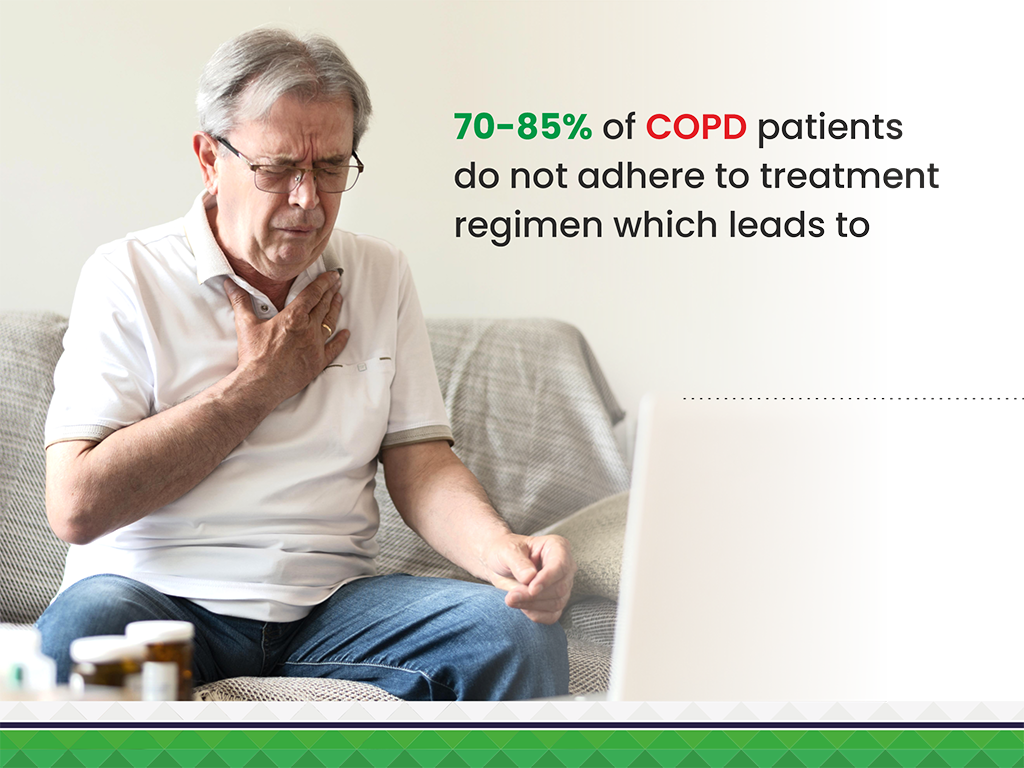 70-85% of COPD patients
do not adhere to treatment
regimen which leads to